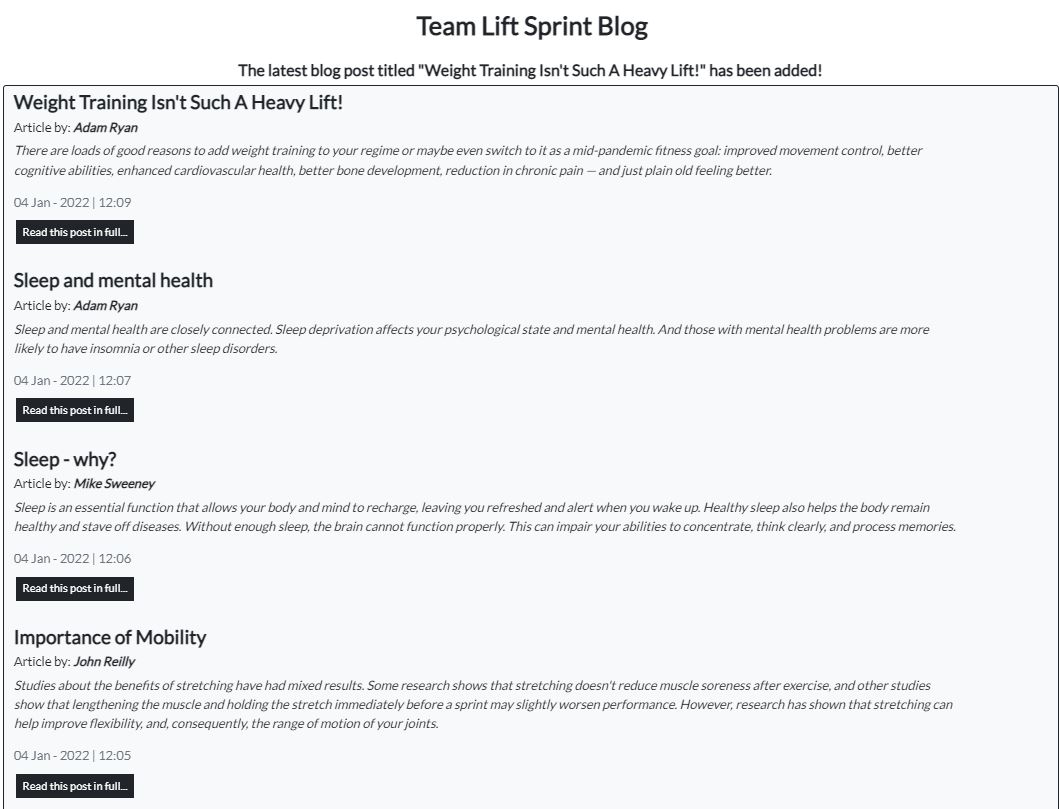 Team Lift Sprint Blog
The latest blog post titled "Weight Training Isn't Such A Heavy Lift!" has been added!
Weight Training Isn't Such A Heavy Lift!
Article by: Adam Ryan
There are loads of good reasons to add weight training to your regime or maybe even switch to it as a mid-pandemic fitness goal: improved movement control, better
cognitive abilities, enhanced cardiovascular health, better bone development, reduction in chronic pain — and just plain old feeling better.
04 Jan - 2022 | 12:09
Read this post in full...
Sleep and mental health
Article by: Adam Ryan
Sleep and mental health are closely connected. Sleep deprivation affects your psychological state and mental health. And those with mental health problems are more
likely to have insomnia or other sleep disorders.
04 Jan - 2022 | 12:07
Read this post in full...
Sleep - why?
Article by: Mike Sweeney
Sleep is an essential function that allows your body and mind to recharge, leaving you refreshed and alert when you wake up. Healthy sleep also helps the body remain
healthy and stave off diseases. Without enough sleep, the brain cannot function properly. This can impair your abilities to concentrate, think clearly, and process memories.
04 Jan - 2022 | 12:06
Read this post in full...
Importance of Mobility
Article by: John Reilly
Studies about the benefits of stretching have had mixed results. Some research shows that stretching doesn't reduce muscle soreness after exercise, and other studies
show that lengthening the muscle and holding the stretch immediately before a sprint may slightly worsen performance. However, research has shown that stretching can
help improve flexibility, and, consequently, the range of motion of your joints.
04 Jan - 2022 | 12:05
Read this post in full...